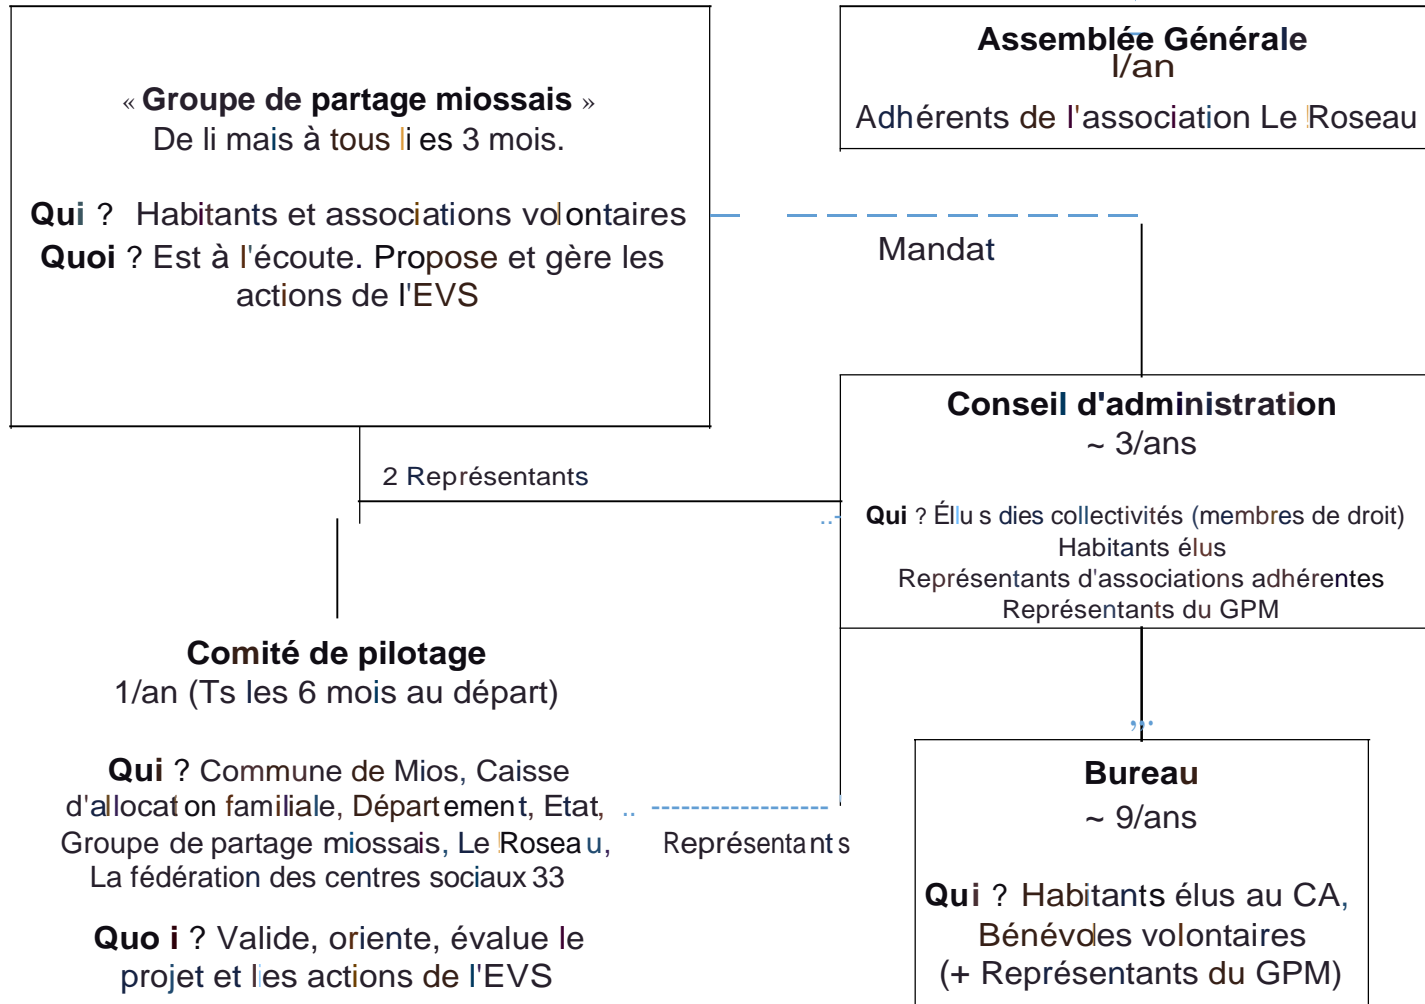 « Groupe de partage miossais »
De li mais à tous li es 3 mois.
Qui ? Habitants et associations volontaires
Quoi ? Est à l'écoute. Propose et gère les
actions de l'EVS
Assemblée Générale
l/an
Adhérents de l'association Le Roseau
Mandat
2 Représentants
Conseil d'administration
~ 3/ans
Qui ? Éllu s dies collectivités (membres de droit)
Habitants élus
Représentants d'associations adhérentes
Représentants du GPM
Comité de pilotage
1/an (Ts les 6 mois au départ)
Qui ? Commune de Mios, Caisse
d'allocat on familiale, Départ ement, Etat,
Groupe de partage miossais, Le Roseau,
La fédération des centres sociaux 33
Quo i ? Valide, oriente, évalue le
projet et lies actions de l'EVS
Représentants
Bureau
~ 9/ans
Qui ? Habitants élus au CA,
Bénévoles volontaires
(+ Représentants du GPM)